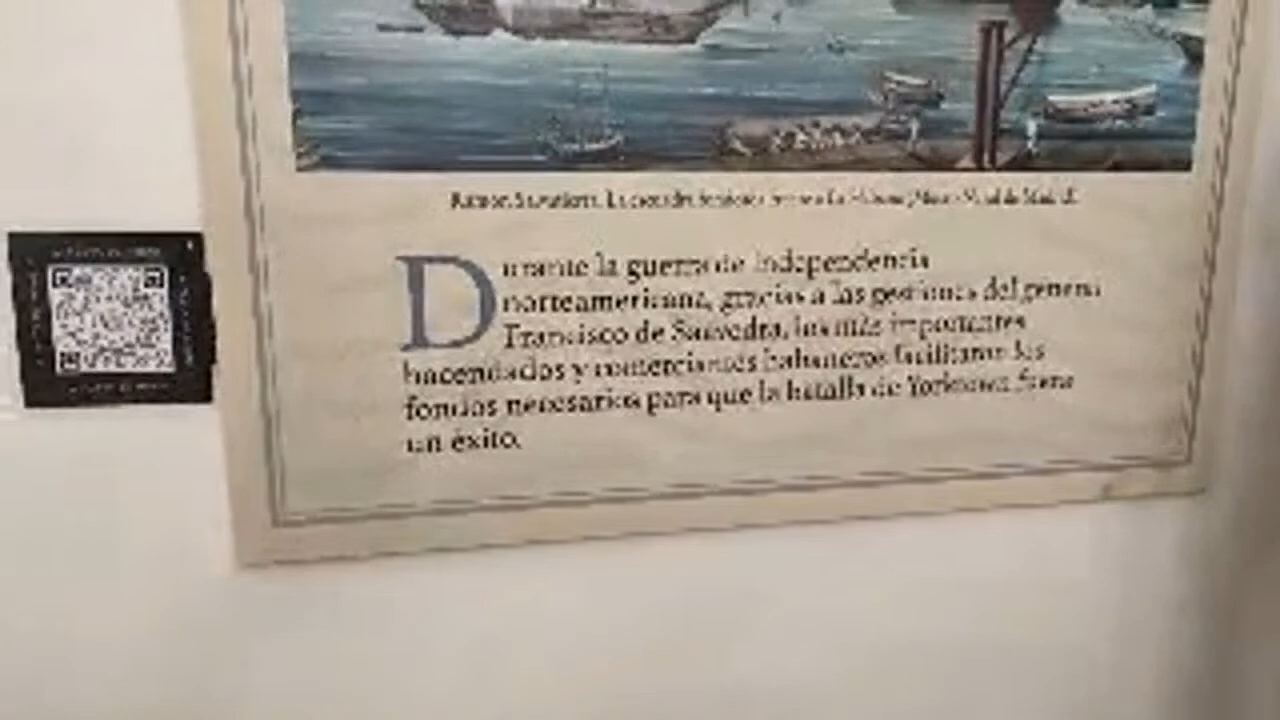 Durante la guerra de independencia
norteamericana, gracias a las gestiones del general
Francisco de Saavedra, los más importantes
hacendados y comerciantes habaneros facilitaron los
fondos necesarios para que la batalla de Yorktown fuera
un éxito.